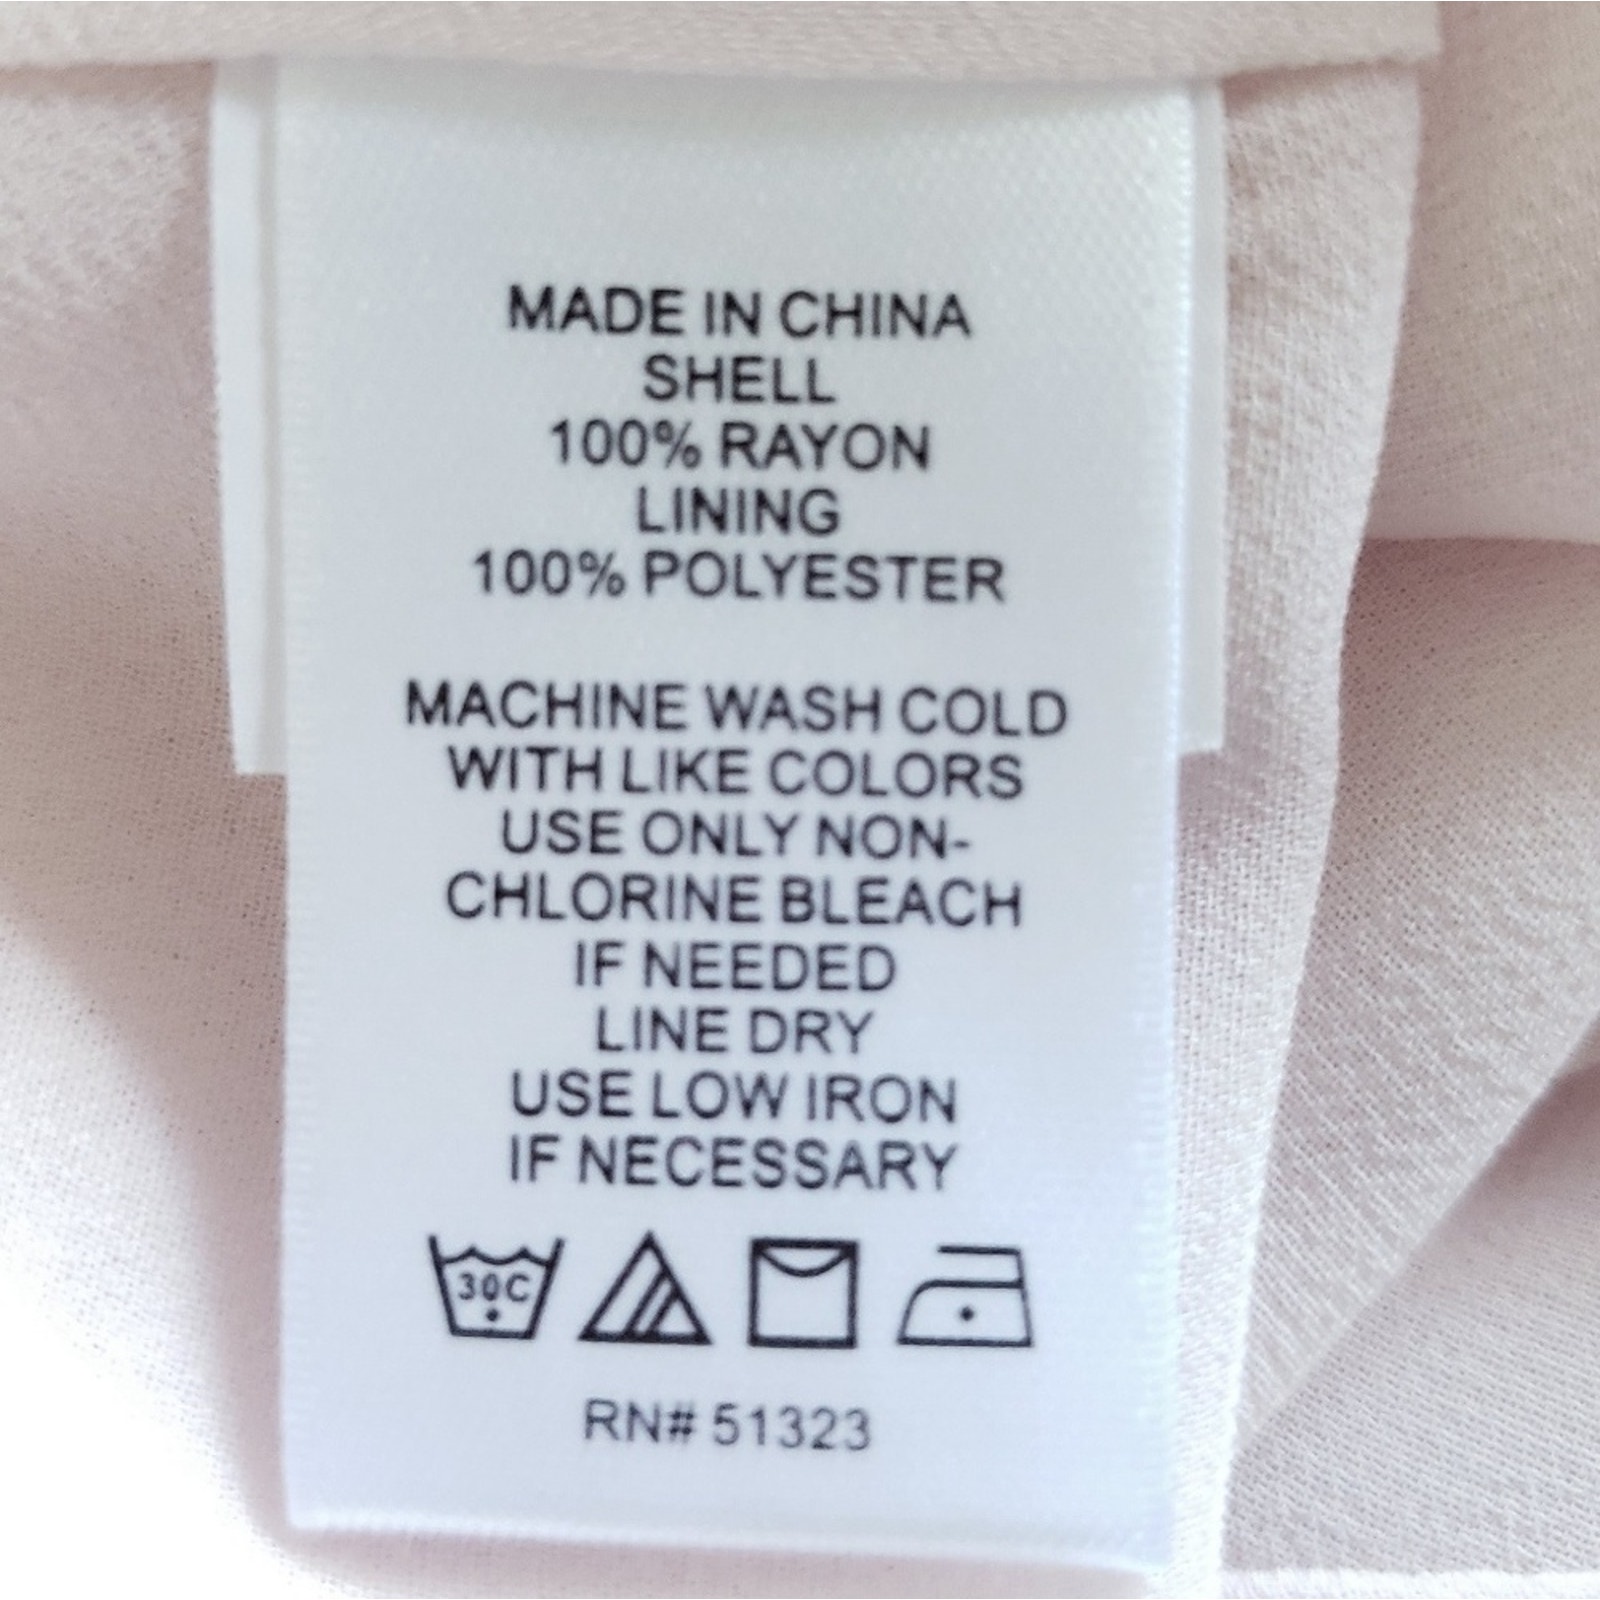 MADE IN CHINA
SHELL
100% RAYON
LINING
100% POLYESTER
MACHINE WASH COLD
WITH LIKE COLORS
USE ONLY NON-
CHLORINE BLEACH
IF NEEDED
LINE DRY
USE LOW IRON
IF NECESSARY
30C
RN# 51323